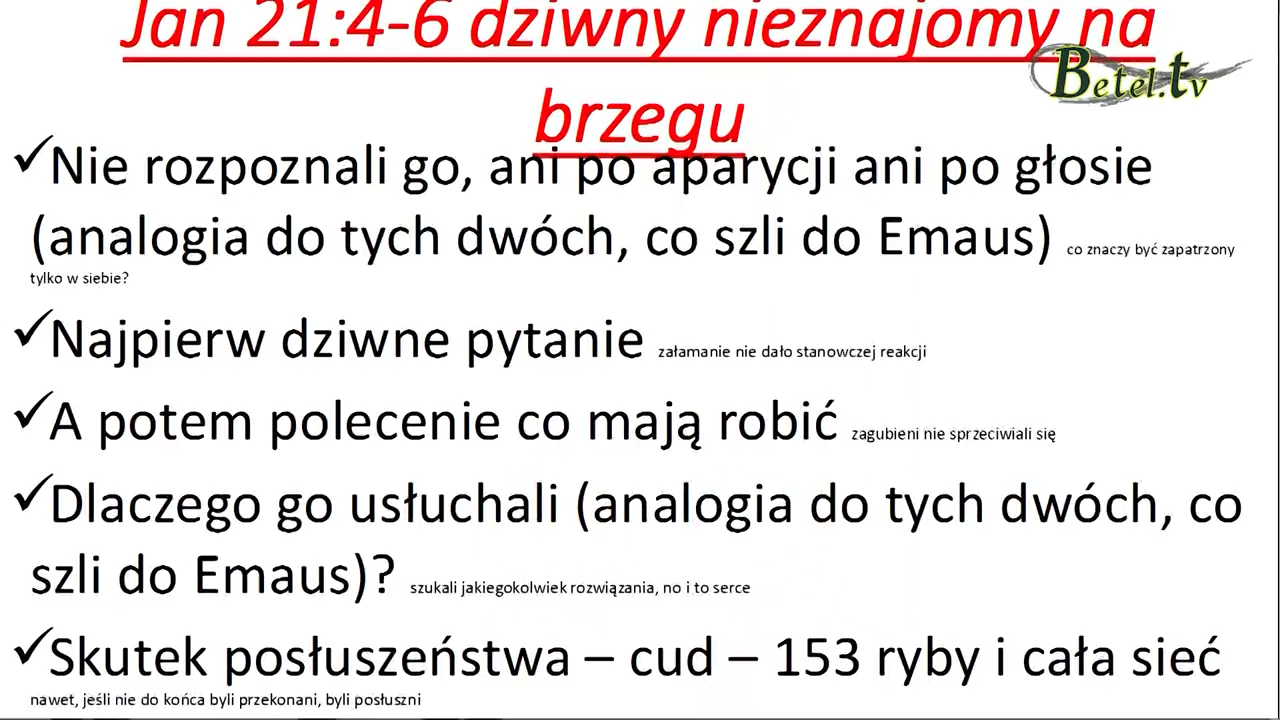 Jan 21:4-6 dziwny nieznajomy na
brzegu
Betel.tv
✓Nie rozpoznali go, ani po aparycji ani po głosie
(analogia do tych dwóch, co szli do Emaus) co znaczy być zapatrzony
tylko w siebie?
✓Najpierw dziwne pytanie załamanie nie dało stanowczej reakcji
✓A potem polecenie co mają robić zagubieni nie sprzeciwiali się
✓Dlaczego go usłuchali (analogia do tych dwóch, co
szli do Emaus)? szukali jakiegokolwiek rozwiązania, no i to serce
✓Skutek posłuszeństwa – cud – 153 ryby i cała sieć
nawet, jeśli nie do końca byli przekonani, byli posłuszni